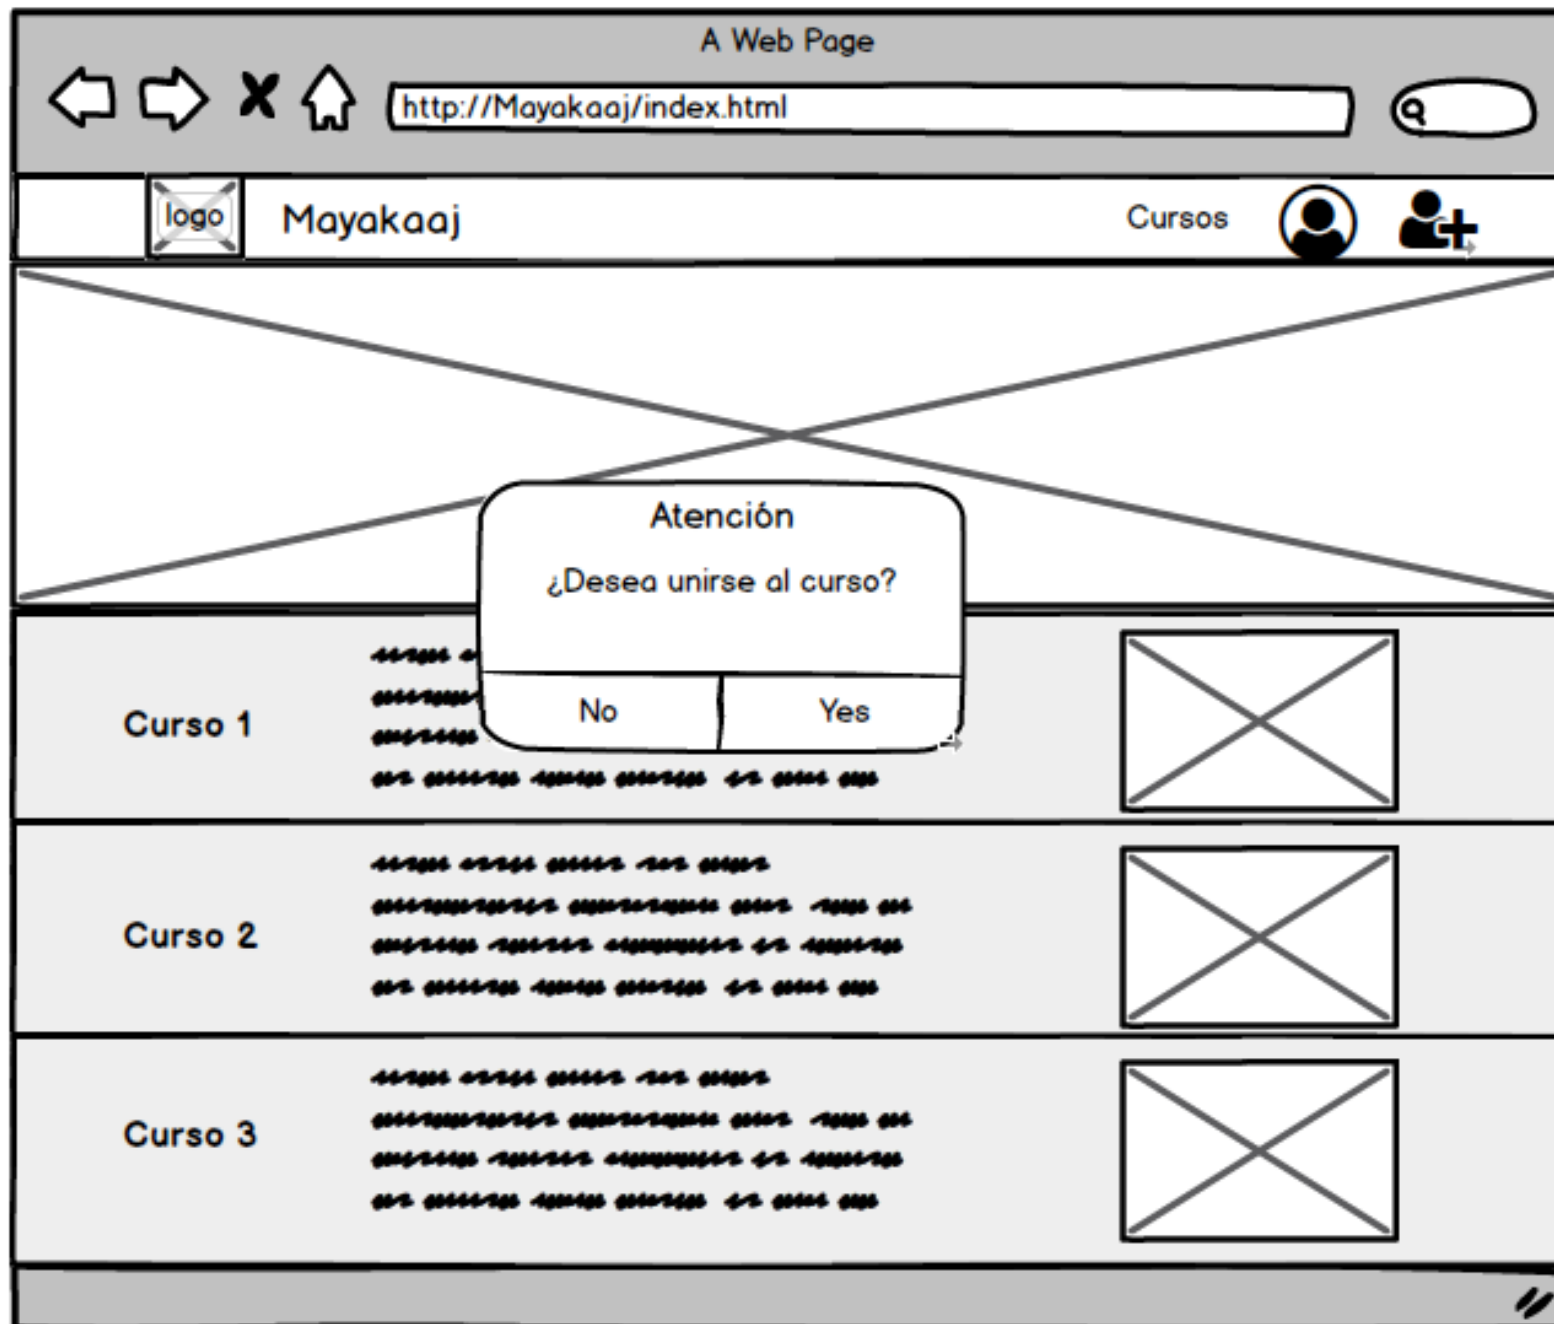 A Web Page
http://Mayakaaj/index.html
logo
Mayakaaj
Cursos
Atención
¿Desea unirse al curso?
No
Yes
Curso 1
Curso 2
Curso 3